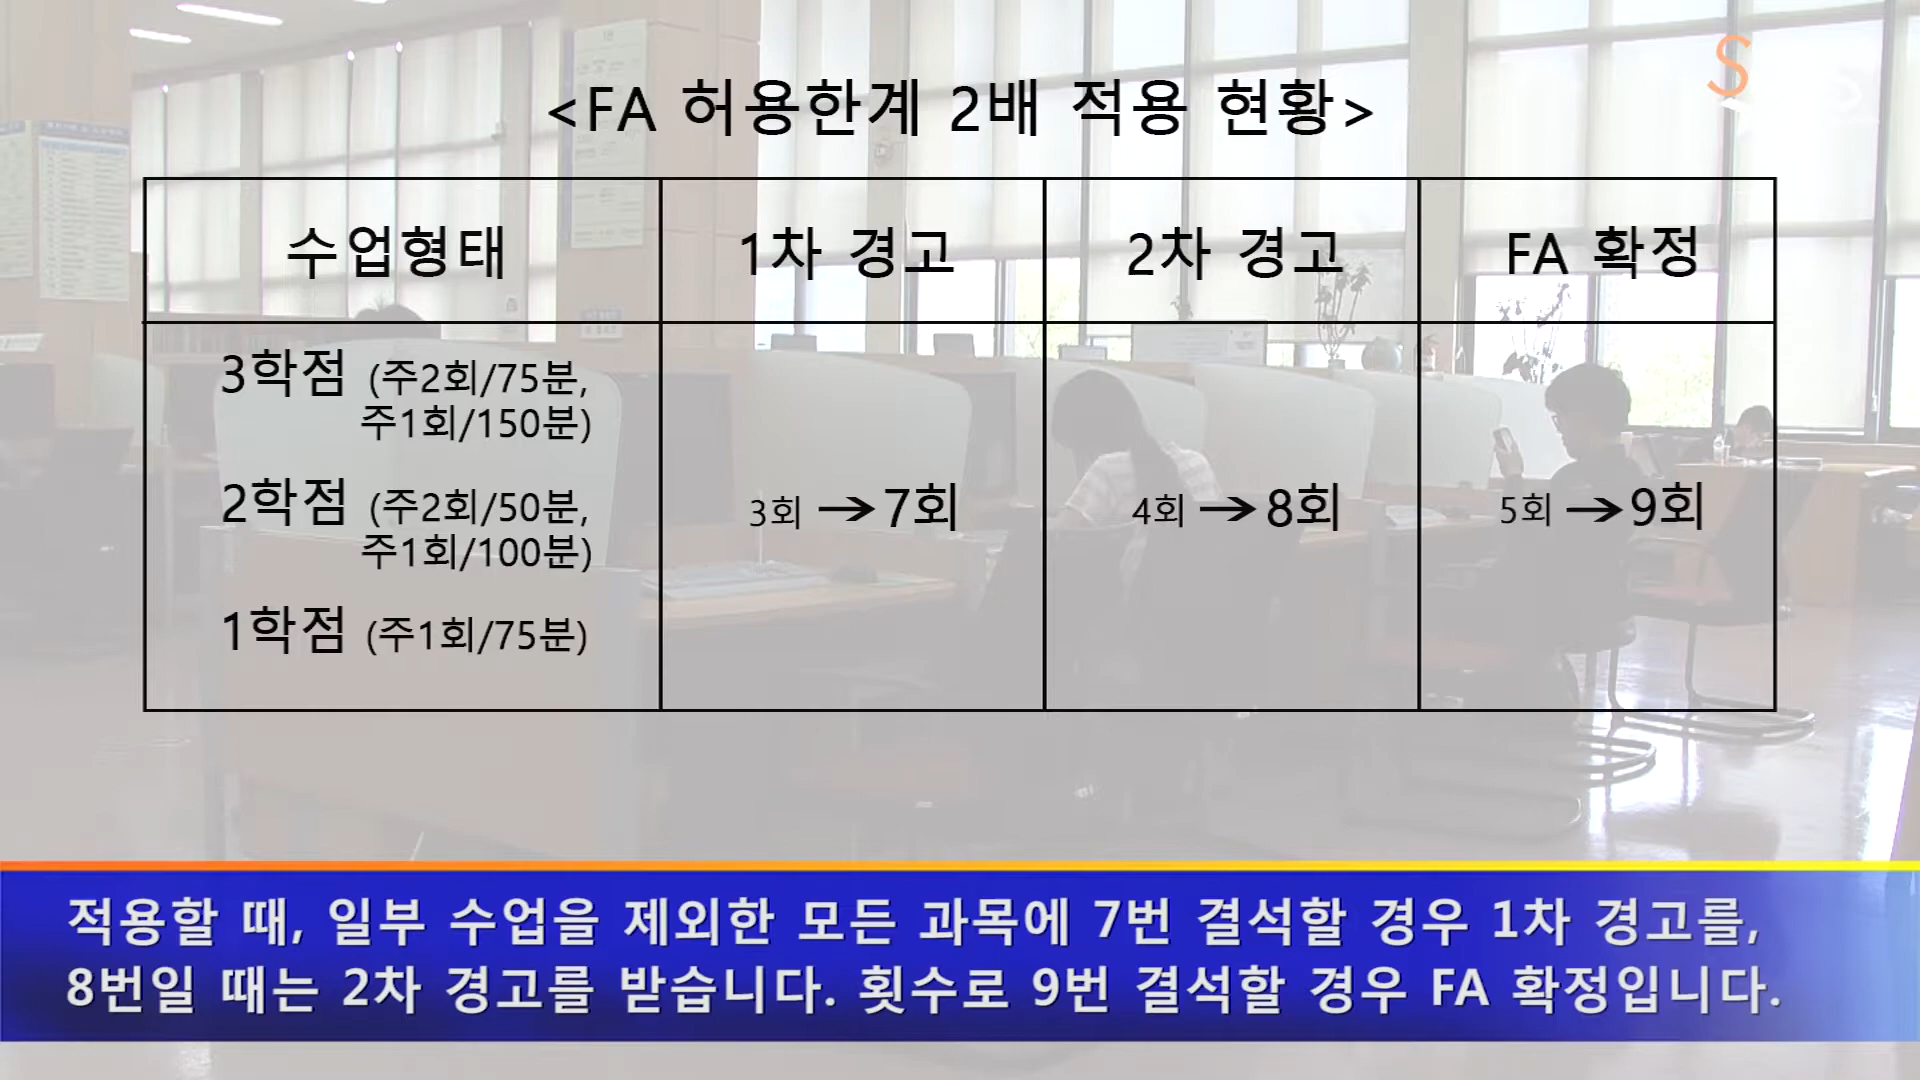 <FA 허용한계 2배 적용 현황>
수업형태
1차 경고
2차 경고
FA 확정
3학점 (주2회/75분,
주1회/150분)
2학점 (주2회/50분,
주1회/100분)
1학점 (주1회/75분)
3회 → 7회
4회 → 8회
5회 → 9회
적용할 때, 일부 수업을 제외한 모든 과목에 7번 결석할 경우 1차 경고를,
8번일 때는 2차 경고를 받습니다. 횟수로 9번 결석할 경우 FA 확정입니다.